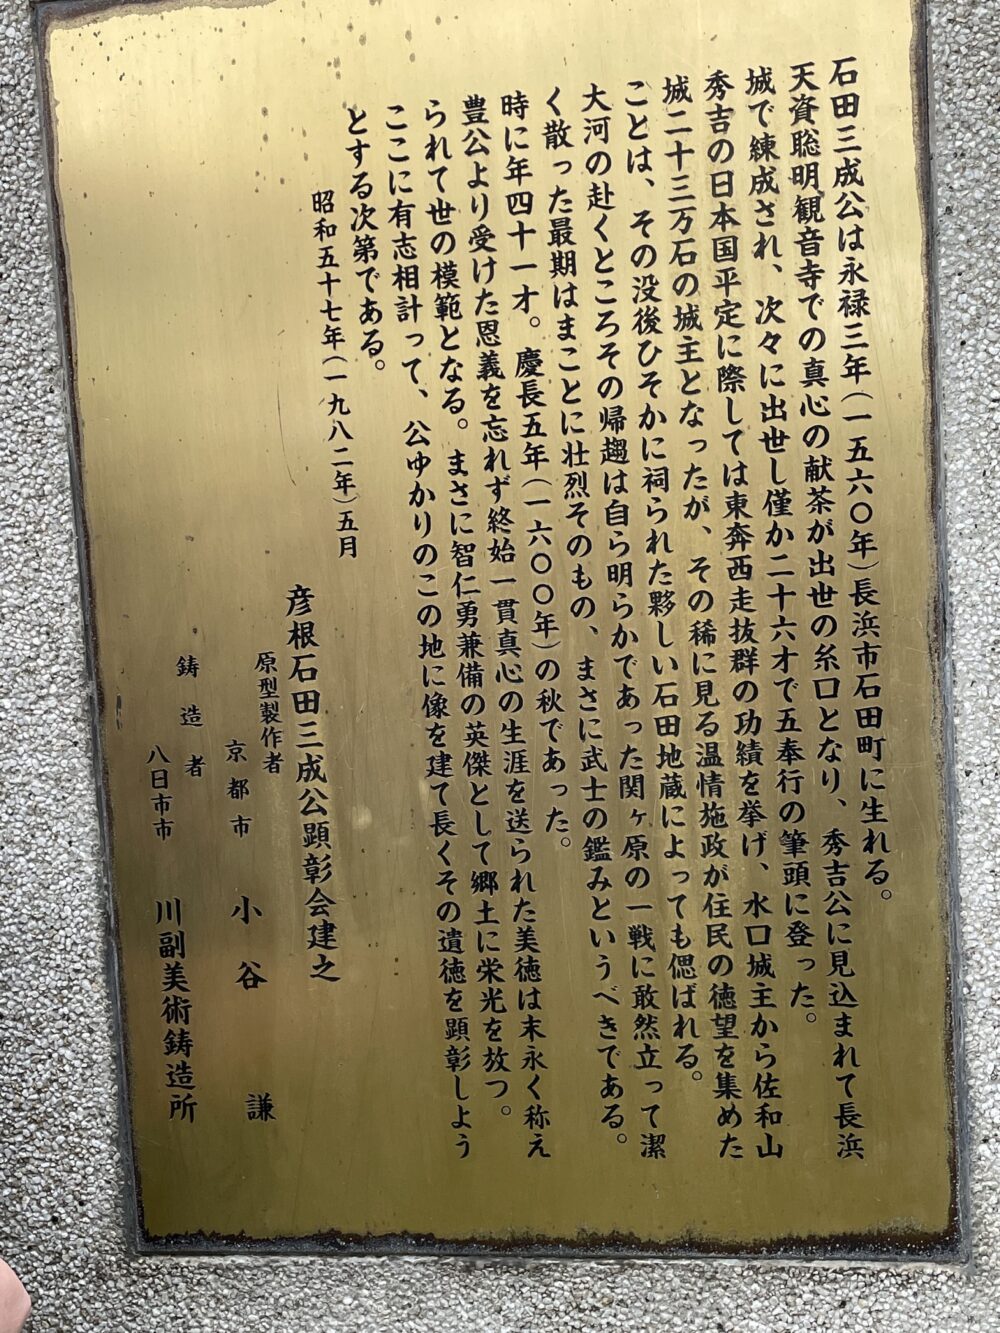 石田三成公は永禄三年(一五六〇年)長浜市石田町に生れる。
天資聡明観音寺での真心の献茶が出世の糸口となり、秀吉公に見込まれて長浜
城で練成され、次々に出世し僅か二十六才で五奉行の筆頭に登った。
秀吉の日本国平定に際しては東奔西走抜群の功績を挙げ、水口城主から佐和山
城二十三万石の城主となったが、その稀に見る温情施政が住民の徳望を集めた
ことは、その没後ひそかに祠られた夥しい石田地蔵によっても偲ばれる。
大河の赴くところその帰趨は自ら明らかであった関ヶ原の一戦に敢然立って潔
く散った最期はまことに壮烈そのもの、まさに武士の鑑みというべきである。
時に年四十一才。慶長五年(一六〇〇年)の秋であった。
豊公より受けた恩義を忘れず終始一貫真心の生涯を送られた美徳は末永く称え
られて世の模範となる。まさに智仁勇兼備の英傑として郷土に栄光を放つ。
ここに有志相計って、公ゆかりのこの地に像を建て長くその遺徳を顕彰しよう
とする次第である。
昭和五十七年(一九八二年)五月
彦根石田三成公顕彰会建之
原型製作者
京都市 小谷謙
鋳造者
八日市市 川副美術鋳造所